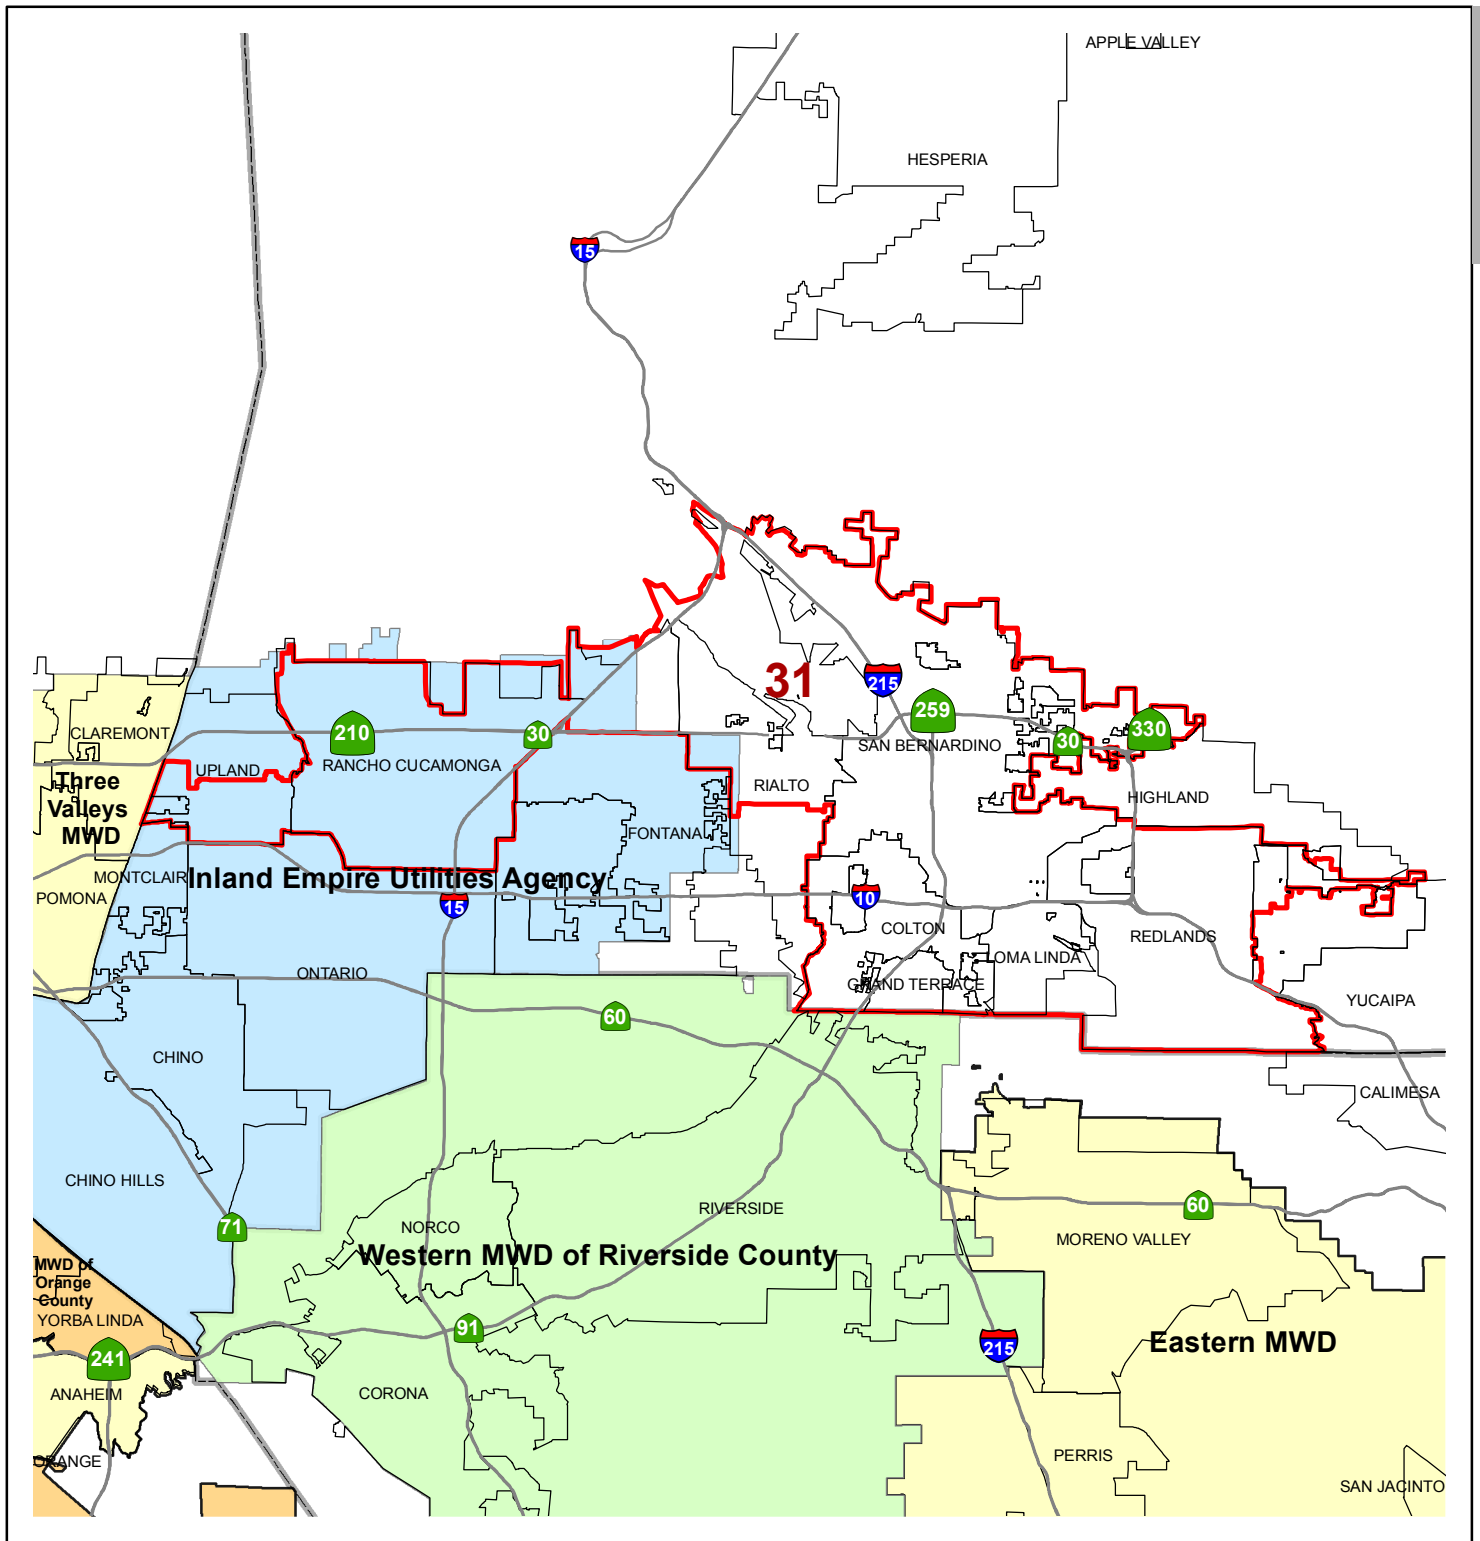 APPLE VALLEY
HESPERIA
15
31
215
259
210
30
30
330
CLAREMONT
SAN BERNARDINO
UPLAND
RANCHO CUCAMONGA
Three
Valleys
MWD
RIALTO
HIGHLAND
FONTANA
MONTCLAIR
Inland Empire Utilities Agency
POMONA
15
10
COLTON
REDLANDS
LOMA LINDA
ONTARIO
GRAND TERRACE
YUCAIPA
60
CHINO
CALIMESA
CHINO HILLS
RIVERSIDE
60
71
NORCO
MORENO VALLEY
Western MWD of Riverside County
MWD of
Orange
County
YORBA LINDA
91
215
Eastern MWD
241
ANAHEIM
CORONA
ORANGE
PERRIS
SAN JACINTO